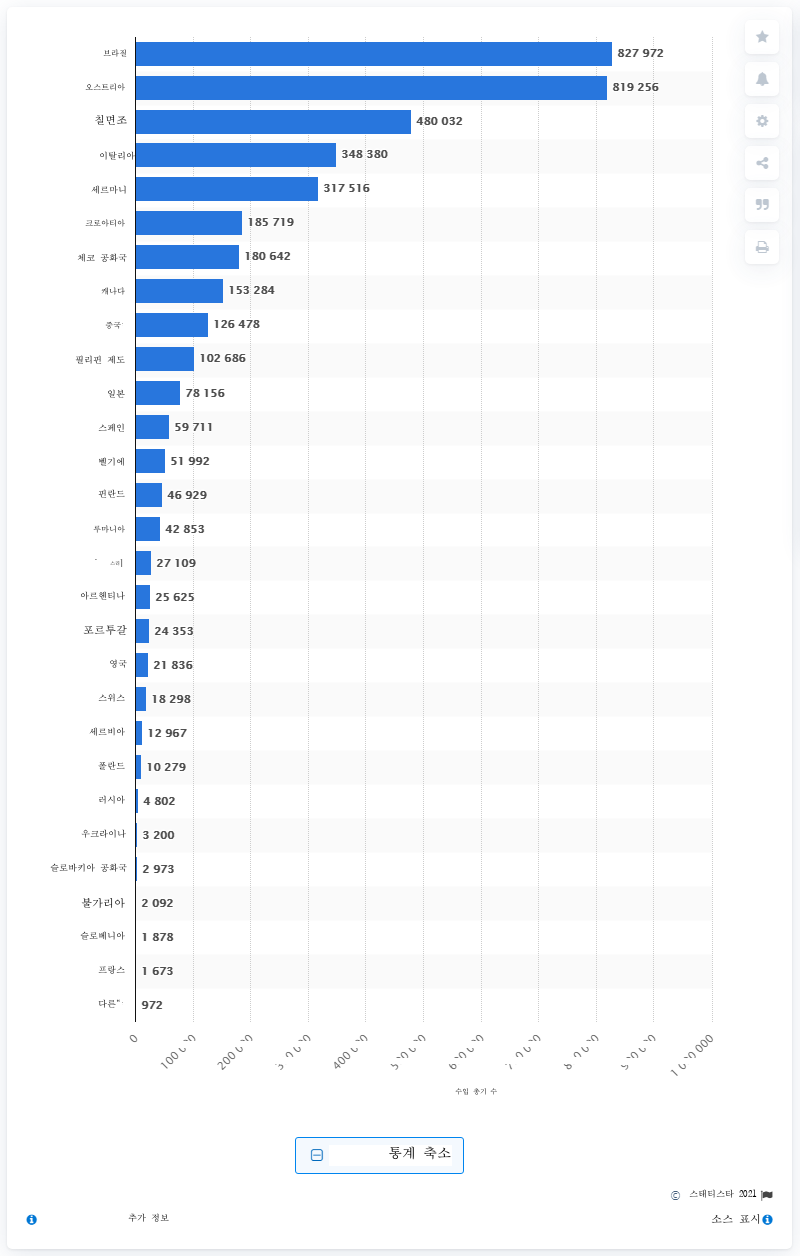 브라질 827 972
오스트리아 819 256
칠면조 480 032
이탈리아 348 380
세르마니 317 516
크로아티아 185 719
체코 공화국 180 642
캐나다 153 284
중국 126 478
필리핀 제도 102 686
일본 78 156
스페인 59 711
벨기에 51 992
핀란드 46 929
루마니아 42 853
27 109
아르헨티나 25 625
포르투갈 24 353
영국 21 836
스위스 18 298
세르비아 12 967
폴란드 10 279
러시아 4 802
우크라이나 3 200
슬로바키아 공화국 2 973
불가리아 2 092
슬로베니아 1 878
프랑스 1 673
다른 972
0 200 000 400 000
수입 총기 수
통계 축소
© 스태티스타 2021
추가 정보 소스 표시